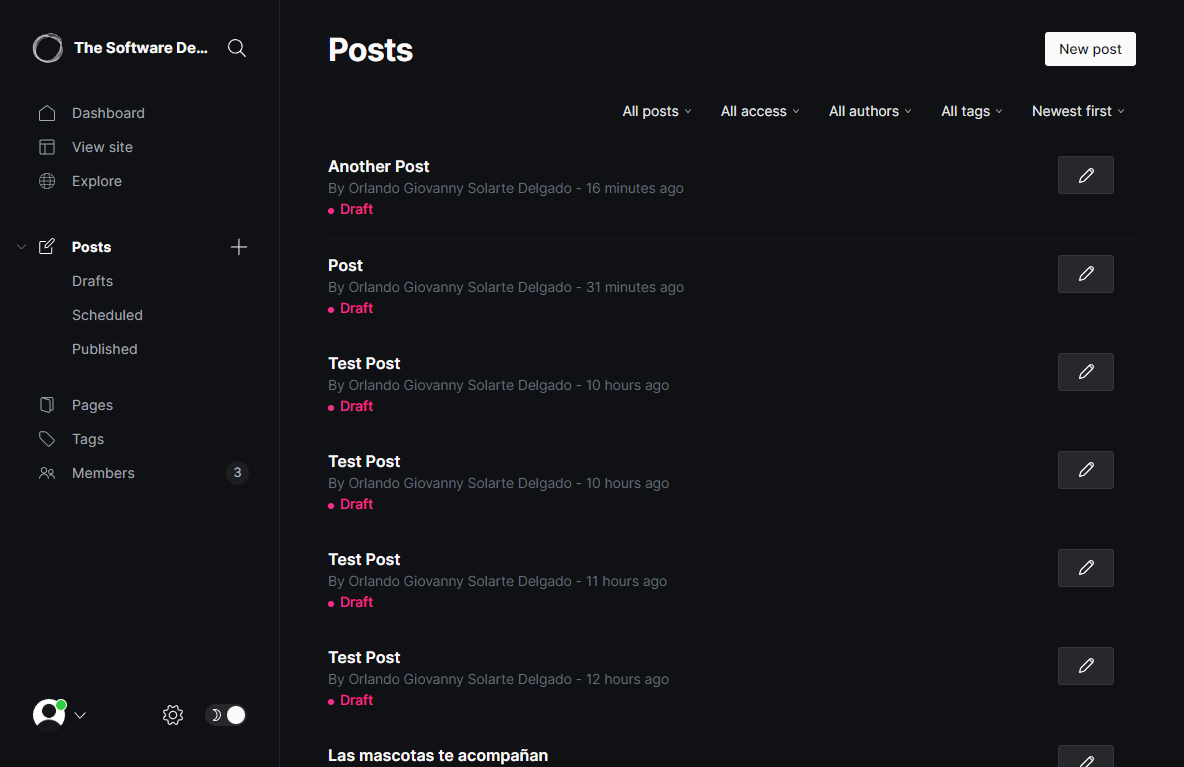 The Software De...
Dashboard
View site
Explore
Posts
Drafts
Scheduled
Published
Pages
Tags
Members 3
Posts
New post
All posts All access All authors All tags Newest first
Another Post
By Orlando Giovanny Solarte Delgado - 16 minutes ago
Draft
Post
By Orlando Giovanny Solarte Delgado - 31 minutes ago
Draft
Test Post
By Orlando Giovanny Solarte Delgado - 10 hours ago
Draft
Test Post
By Orlando Giovanny Solarte Delgado - 10 hours ago
Draft
Test Post
By Orlando Giovanny Solarte Delgado - 11 hours ago
Draft
Test Post
By Orlando Giovanny Solarte Delgado - 12 hours ago
Draft
Las mascotas te acompañan